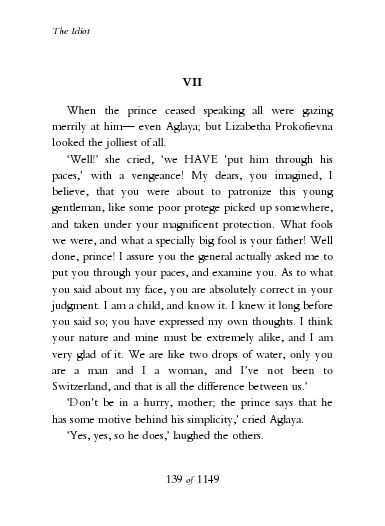 The Idiot
VII
When the prince ceased speaking all were gazing
merrily at him— even Aglaya; but Lizabetha Prokofievna
looked the jolliest of all.
‘Well!’ she cried, ‘we HAVE ‘put him through his
paces,’ with a vengeance! My dears, you imagined, I
believe, that you were about to patronize this young
gentleman, like some poor protege picked up somewhere,
and taken under your magnificent protection. What fools
we were, and what a specially big fool is your father! Well
done, prince! I assure you the general actually asked me to
put you through your paces, and examine you. As to what
you said about my face, you are absolutely correct in your
judgment. I am a child, and know it. I knew it long before
you said so; you have expressed my own thoughts. I think
your nature and mine must be extremely alike, and I am
very glad of it. We are like two drops of water, only you
are a man and I a woman, and I’ve not been to
Switzerland, and that is all the difference between us.’
‘Don’t be in a hurry, mother; the prince says that he
has some motive behind his simplicity,’ cried Aglaya.
‘Yes, yes, so he does,’ laughed the others.
139 of 1149